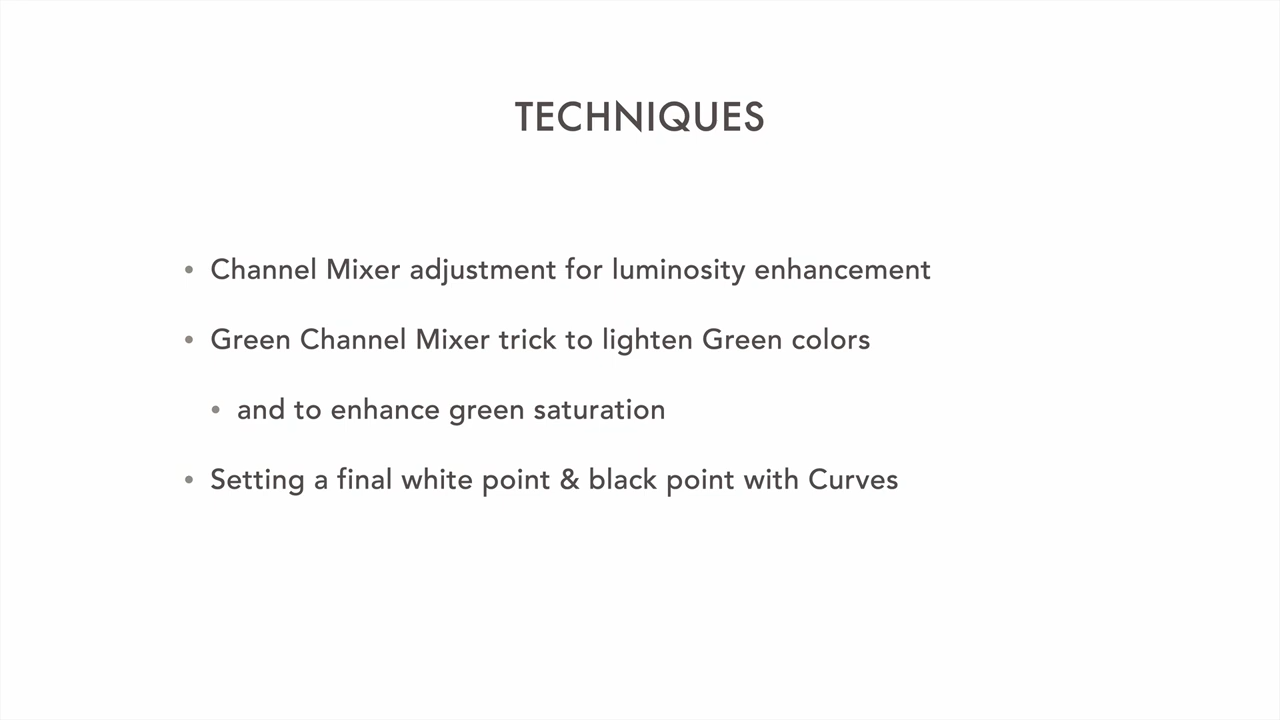 TECHNIQUES
• Channel Mixer adjustment for luminosity enhancement
• Green Channel Mixer trick to lighten Green colors
• and to enhance green saturation
• Setting a final white point & black point with Curves